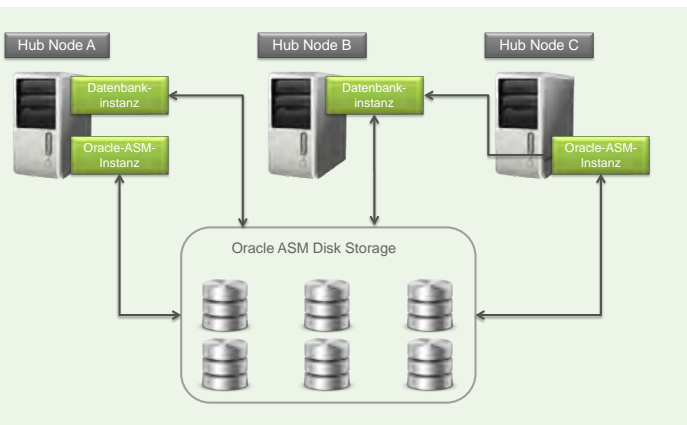 Hub Node A
Hub Node B
Hub Node C
Datenbank-
instanz
Datenbank-
instanz
Oracle-ASM-
Instanz
Oracle-ASM-
Instanz
Oracle ASM Disk Storage